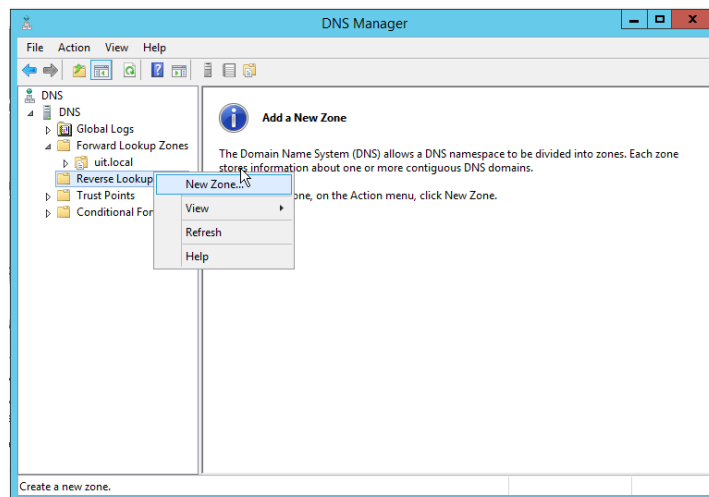 DNS Manager
File Action View Help
DNS
DNS
Global Logs
Forward Lookup Zones
uit.local
Reverse Lookup
Trust Points
Conditional For
New Zone...
View
Refresh
Help
Add a New Zone
The Domain Name System (DNS) allows a DNS namespace to be divided into zones. Each zone
stores information about one or more contiguous DNS domains.
one, on the Action menu, click New Zone.
Create a new zone.